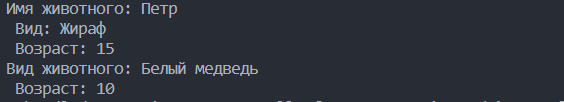 Имя животного: Петр
Вид: Жираф
Возраст: 15
Вид животного: Белый медведь
Возраст: 10